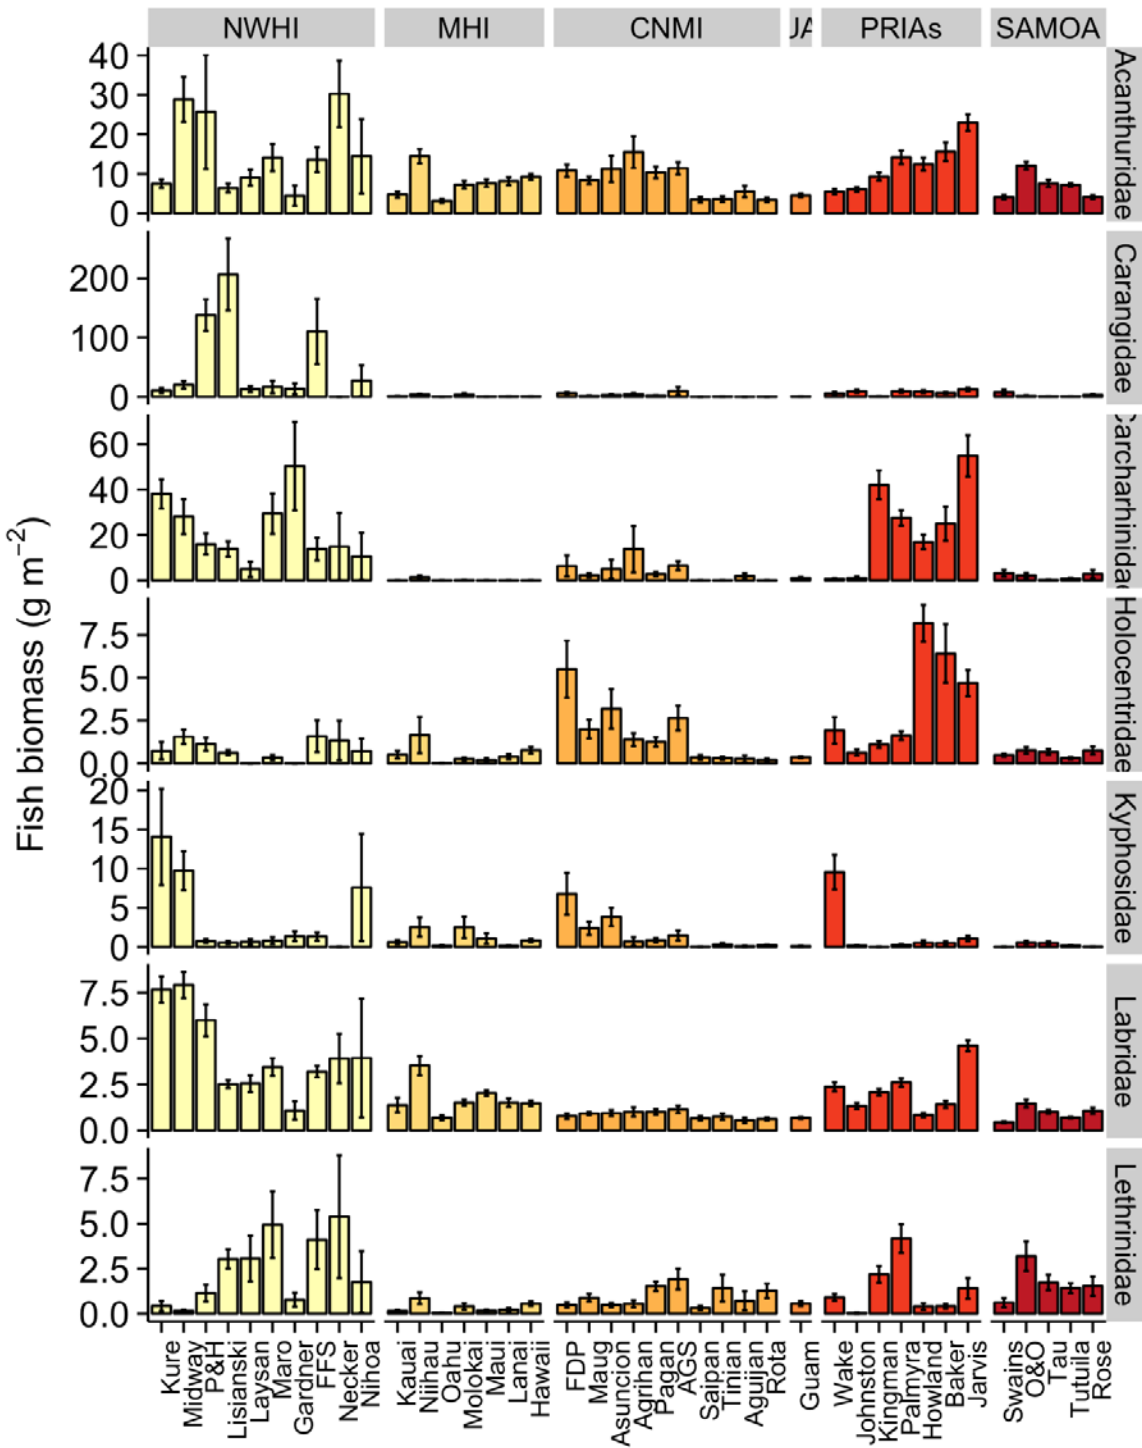 NWHI MHI CNMI JA PRIAs SAMOA
Fish biomass (g m−2)
40
30
20
10
0
Acanthuridae
200
100
0
Carangidae
60
40
20
0
Carcharhinidae
7.5
5.0
2.5
0.0
Holocentridae
20
15
10
5
0
Kyphosidae
7.5
5.0
2.5
0.0
Labridae
7.5
5.0
2.5
0.0
Lethrinidae
Kure
Midway
P&H
Lisianski
Laysan
Maro
Gardner
FFS
Necker
Nihoa
Kauai
Niihau
Oahu
Molokai
Maui
Lanai
Hawaii
FDP
Maug
Asuncion
Agrihan
Pagan
AGS
Saipan
Tinian
Aguijan
Rota
Guam
Wake
Johnston
Kingman
Palmyra
Howland
Baker
Jarvis
Swains
O&O
Tau
Tutuila
Rose